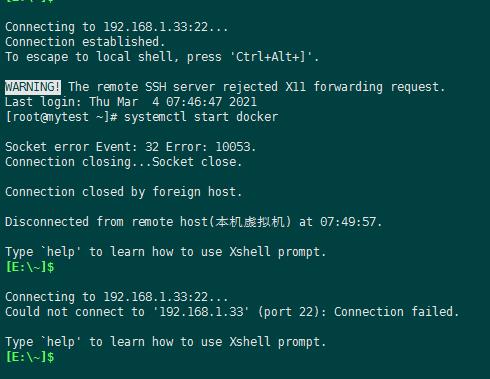 [E:\~]$
Connecting to 192.168.1.33:22...
Connection established.
To escape to local shell, press 'Ctrl+Alt+]'.
WARNING! The remote SSH server rejected X11 forwarding request.
Last login: Thu Mar  4 07:46:47 2021
[root@mytest ~]# systemctl start docker
Socket error Event: 32 Error: 10053.
Connection closing...Socket close.
Connection closed by foreign host.
Disconnected from remote host(本机虚拟机) at 07:49:57.
Type `help' to learn how to use Xshell prompt.
[E:\~]$
Connecting to 192.168.1.33:22...
Could not connect to '192.168.1.33' (port 22): Connection failed.
Type `help' to learn how to use Xshell prompt.
[E:\~]$